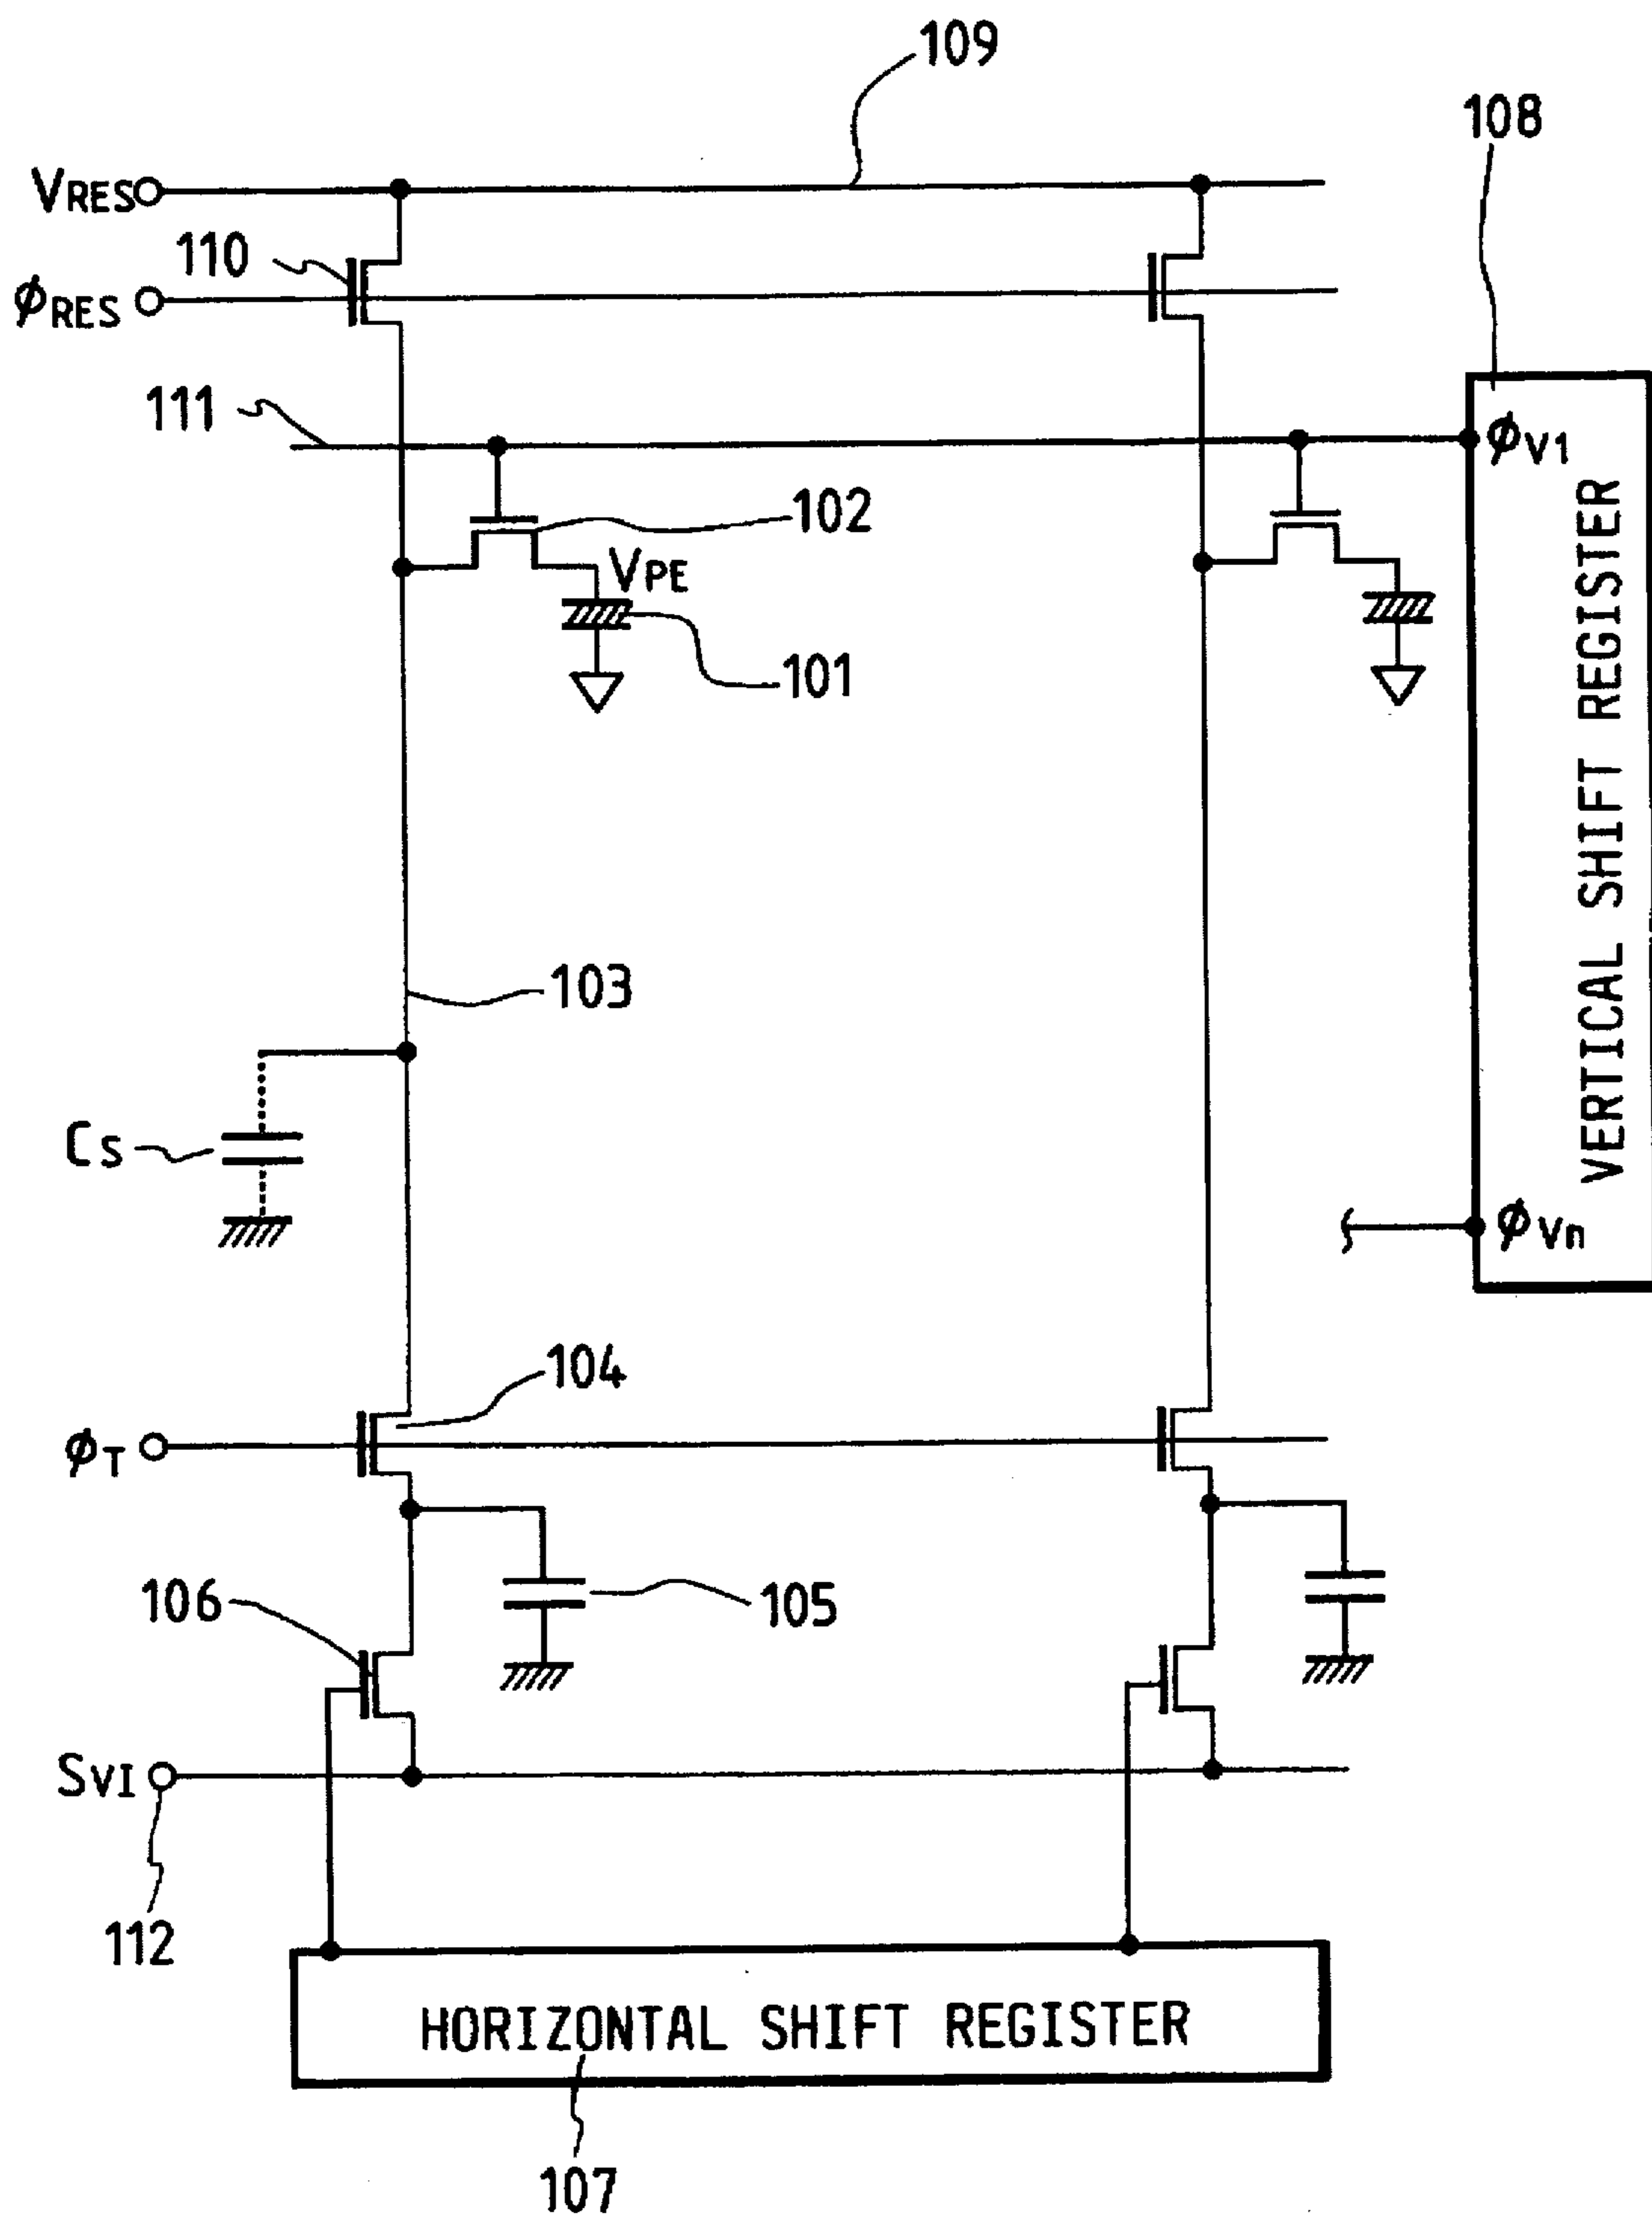 109
108
VRES
110
ϕRES
111
ϕV1
102
VPE
101
VERTICAL SHIFT REGISTER
103
CS
ϕVn
104
ϕT
106
105
SVI
112
HORIZONTAL SHIFT REGISTER
107